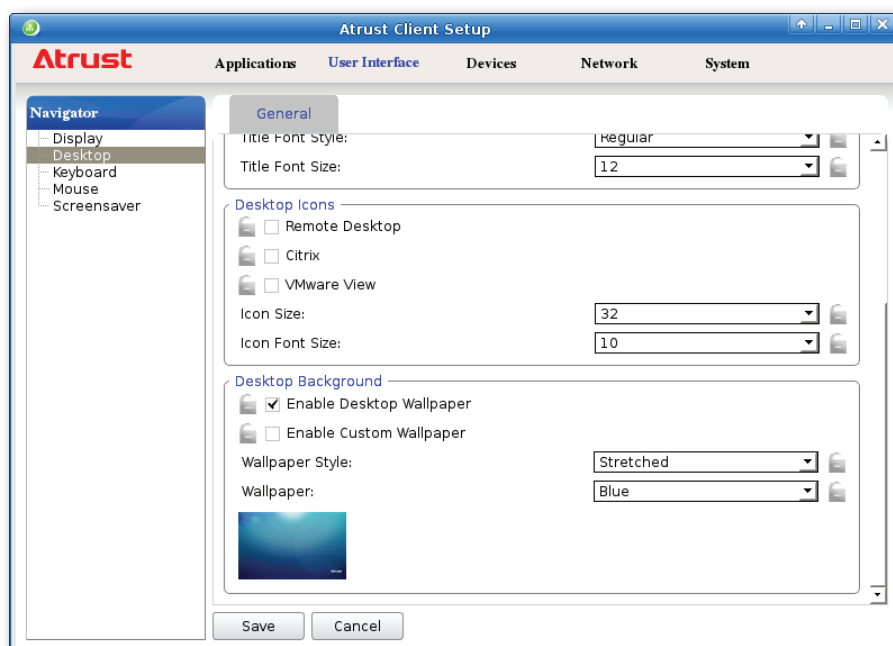 Atrust Client Setup
Atrust
Applications User Interface Devices Network System
Navigator
Display
Desktop
Keyboard
Mouse
Screensaver
General
Title Font Style: Regular
Title Font Size: 12
Desktop Icons
Remote Desktop
Citrix
VMware View
Icon Size: 32
Icon Font Size: 10
Desktop Background
Enable Desktop Wallpaper
Enable Custom Wallpaper
Wallpaper Style: Stretched
Wallpaper: Blue
Atrust
Save Cancel